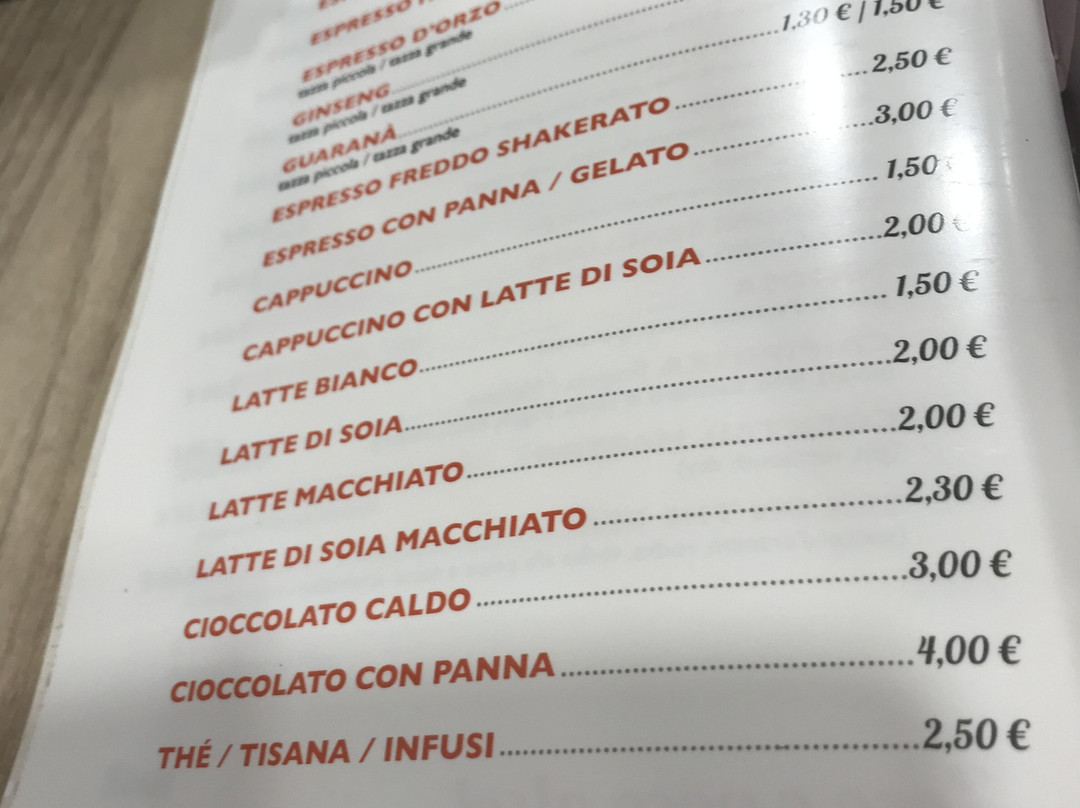 ESPRESSO
ESPRESSO D'ORZO
tazza piccola / tazza grande
GINSENG
tazza piccola / tazza grande
GUARANÀ 1,30 € / 1,50 €
tazza piccola / tazza grande
ESPRESSO FREDDO SHAKERATO 2,50 €
ESPRESSO CON PANNA / GELATO 3,00 €
CAPPUCCINO 1,50 €
CAPPUCCINO CON LATTE DI SOIA 2,00 €
LATTE BIANCO 1,50 €
LATTE DI SOIA 2,00 €
LATTE MACCHIATO 2,00 €
LATTE DI SOIA MACCHIATO 2,30 €
CIOCCOLATO CALDO 3,00 €
CIOCCOLATO CON PANNA 4,00 €
THÉ / TISANA / INFUSI 2,50 €